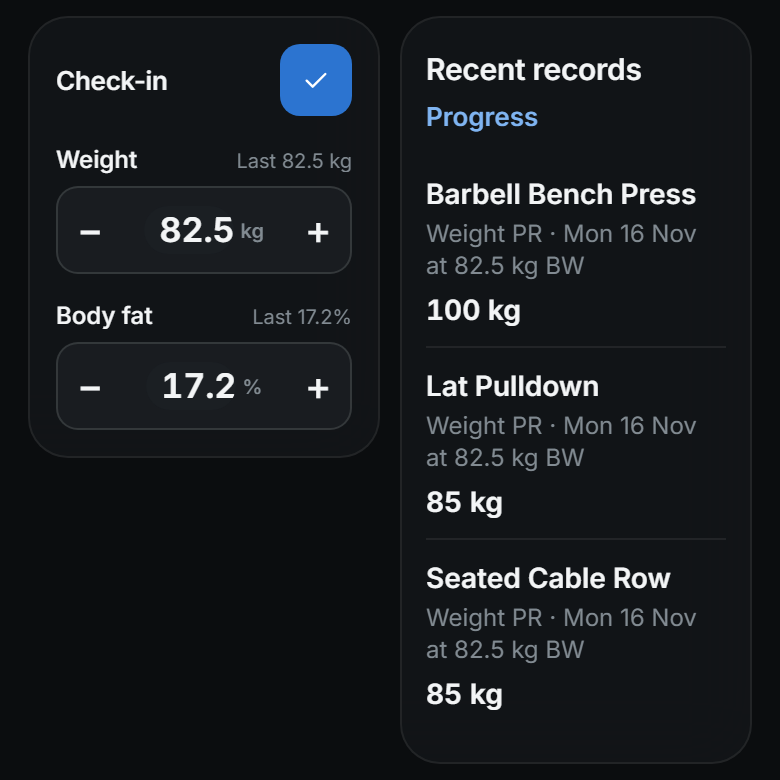 Check-in
Weight
Last 82.5 kg
− 82.5 kg +
Body fat
Last 17.2%
− 17.2 % +
Recent records
Progress
Barbell Bench Press
Weight PR · Mon 16 Nov
at 82.5 kg BW
100 kg
Lat Pulldown
Weight PR · Mon 16 Nov
at 82.5 kg BW
85 kg
Seated Cable Row
Weight PR · Mon 16 Nov
at 82.5 kg BW
85 kg